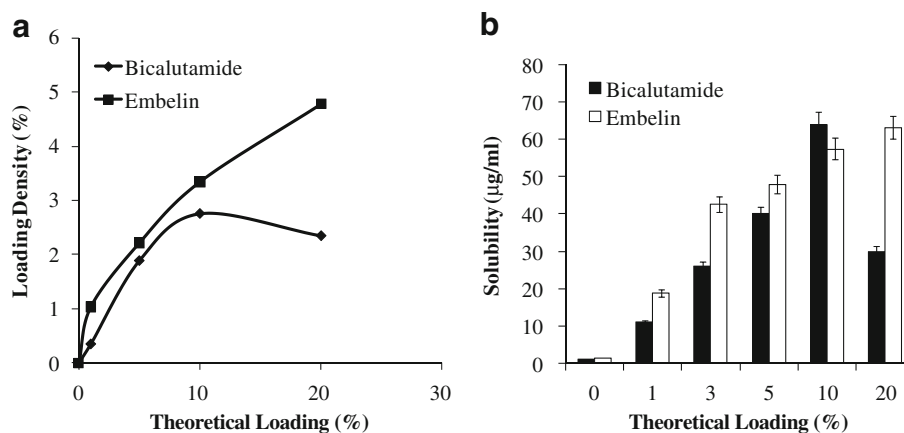 a
6
5
4
3
2
1
0
Loading Density (%)
Bicalutamide
Embelin
0 10 20 30
Theoretical Loading (%)
b
80
70
60
50
40
30
20
10
0
Solubility (µg/ml)
Bicalutamide
Embelin
0 1 3 5 10 20
Theoretical Loading (%)